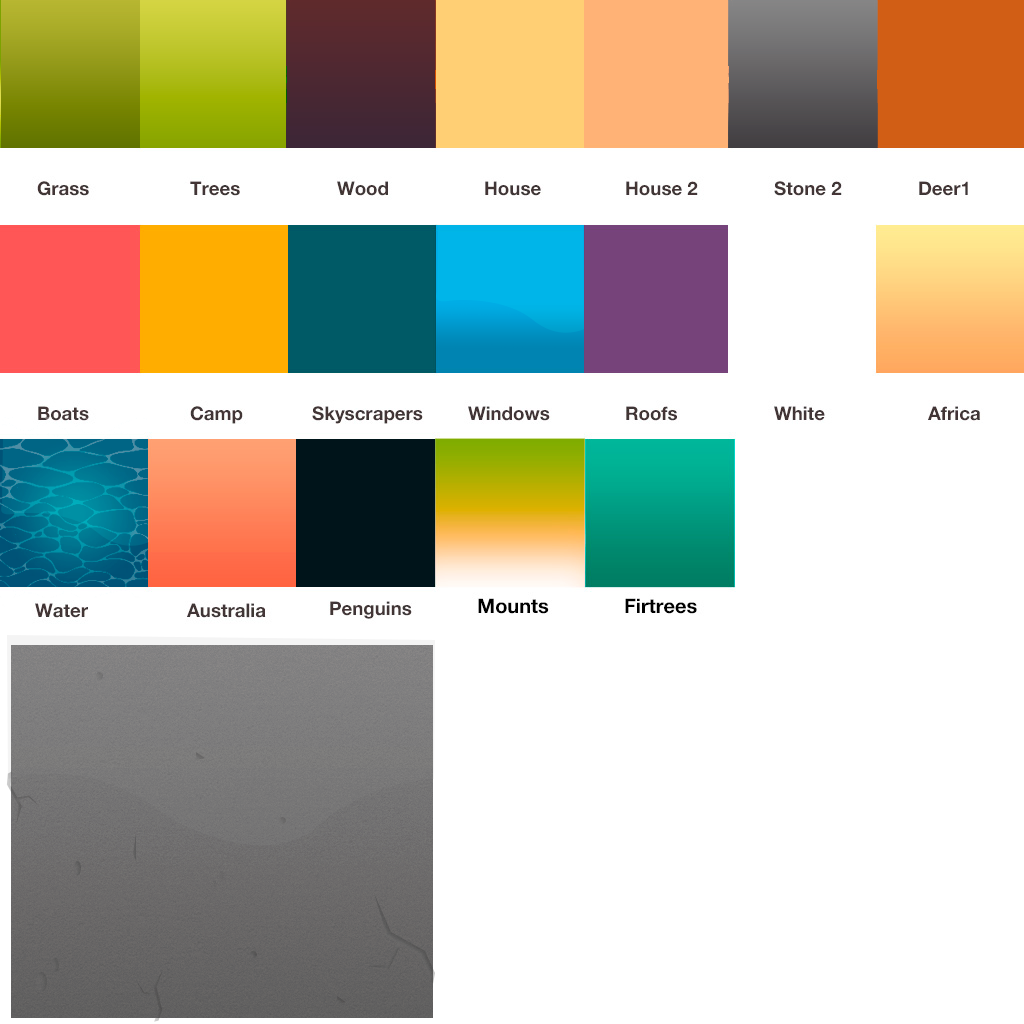 Grass Trees Wood House House 2 Stone 2 Deer1
Boats Camp Skyscrapers Windows Roofs White Africa
Water Australia Penguins Mounts Firtrees